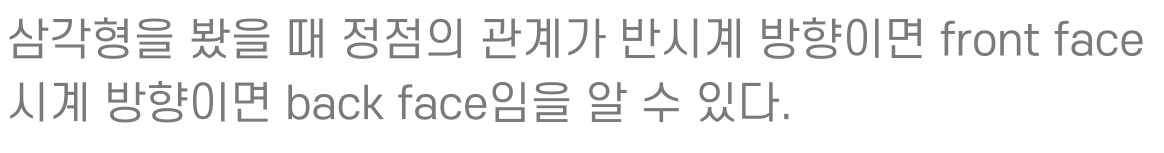 삼각형을 봤을 때 정점의 관계가 반시계 방향이면 front face
시계 방향이면 back face임을 알 수 있다.